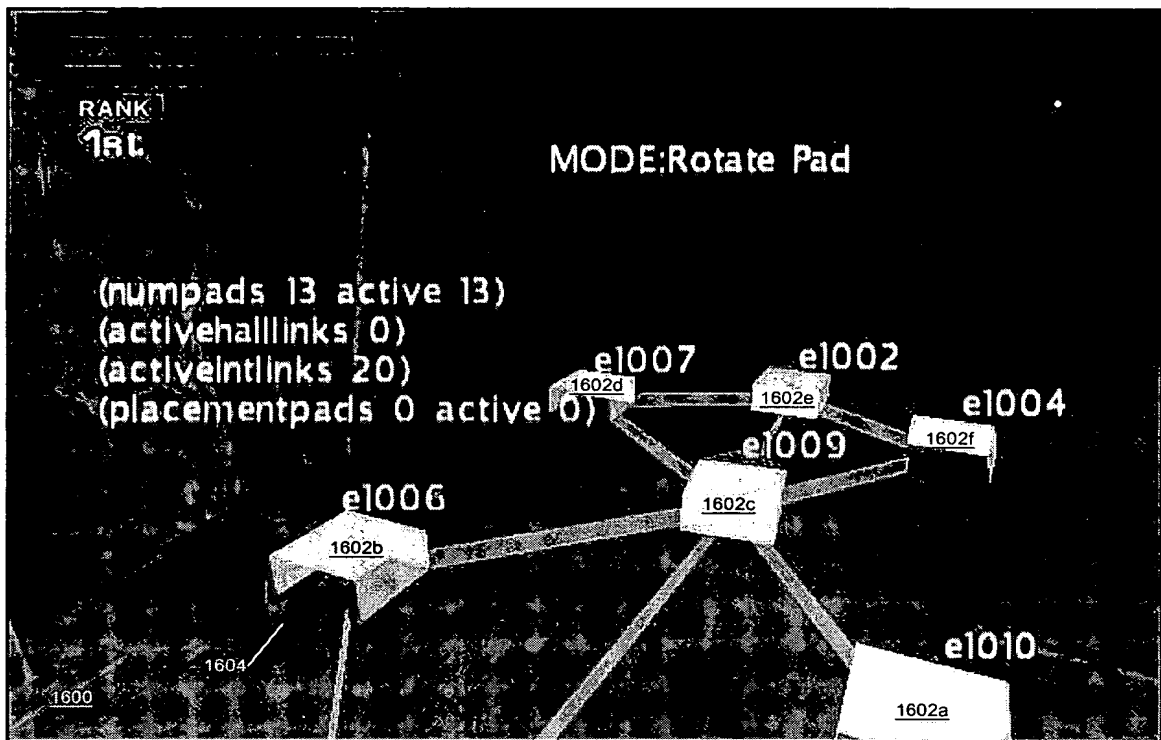 RANK
1st
MODE:Rotate Pad
(numpads 13 active 13)
(activehalllinks 0)
(activeintlinks 20)
(placementpads 0 active 0)
e1007
e1002
e1004
1602d
1602e
1602f
e1009
e1006
1602c
1602b
1604
e1010
1600
1602a